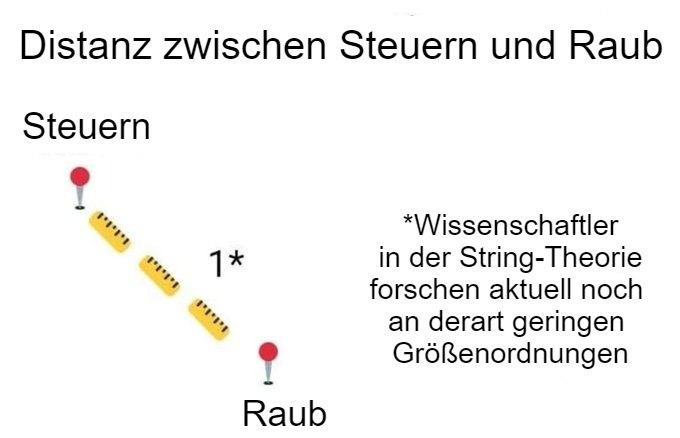 Distanz zwischen Steuern und Raub
Steuern
1*
*Wissenschaftler
in der String-Theorie
forschen aktuell noch
an derart geringen
Größenordnungen
Raub